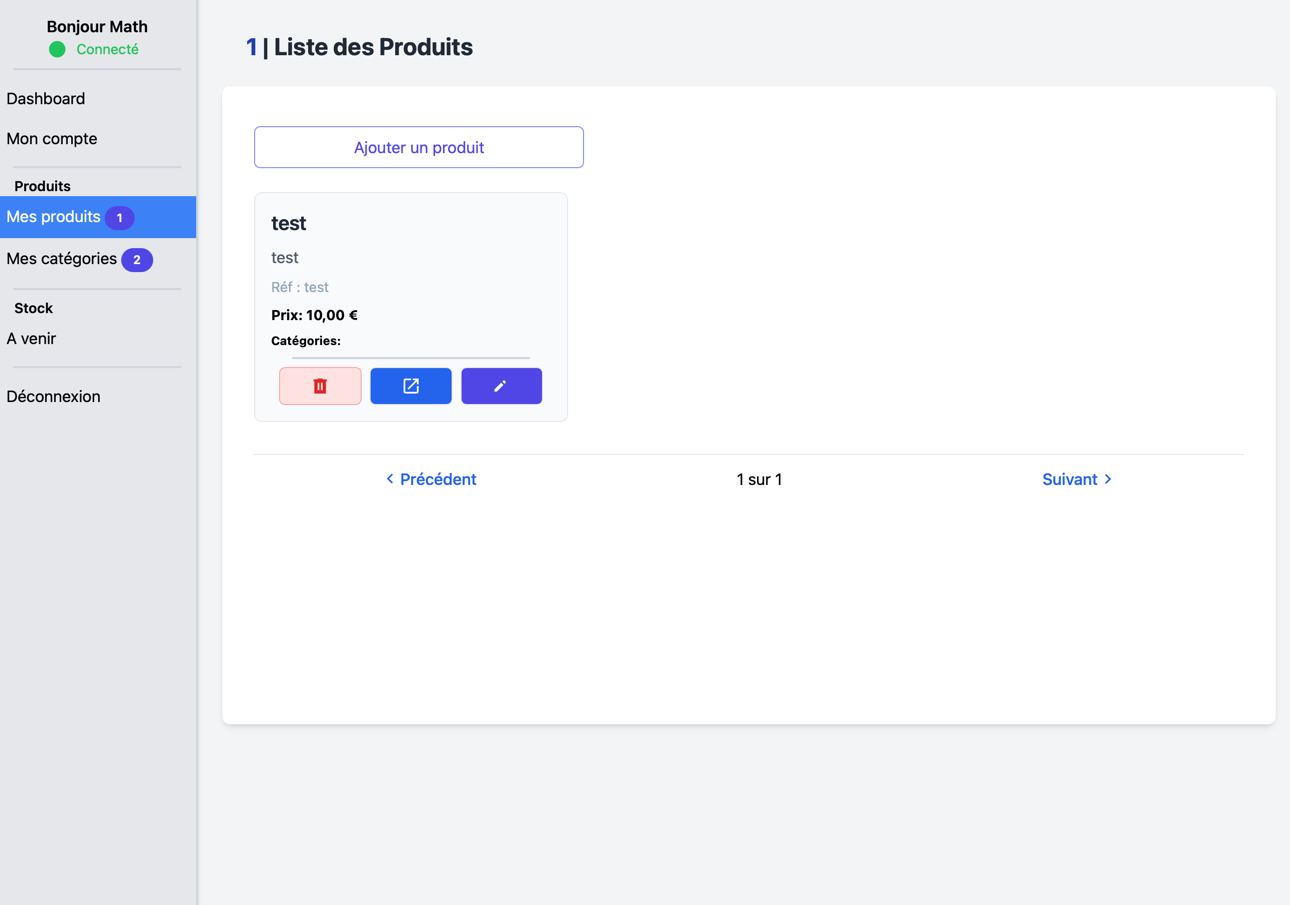 Bonjour Math
Connecté
Dashboard
Mon compte
Produits
Mes produits 1
Mes catégories 2
Stock
A venir
Déconnexion
1 | Liste des Produits
Ajouter un produit
test
test
Réf : test
Prix: 10,00 €
Catégories:
Précédent
1 sur 1
Suivant